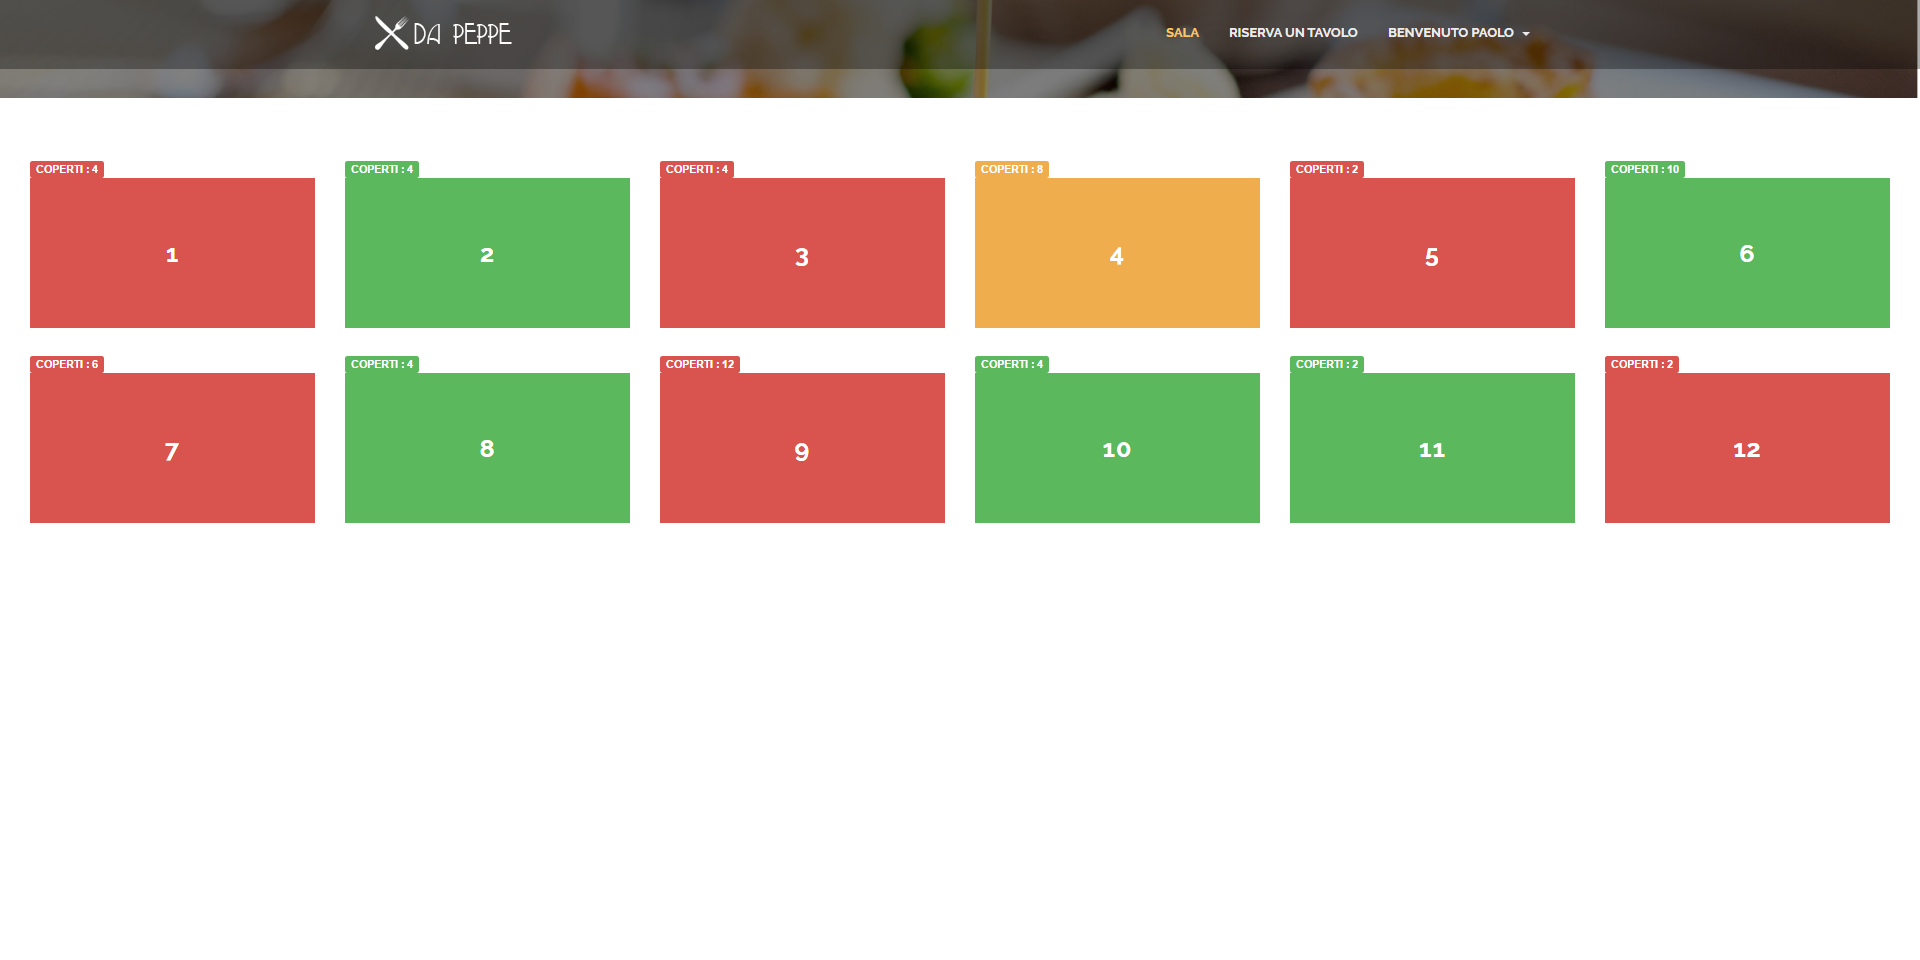 DA PEPPE
SALA RISERVA UN TAVOLO BENVENUTO PAOLO
COPERTI : 4 COPERTI : 4 COPERTI : 4 COPERTI : 8 COPERTI : 2 COPERTI : 10
1 2 3 4 5 6
COPERTI : 6 COPERTI : 4 COPERTI : 12 COPERTI : 4 COPERTI : 2 COPERTI : 2
7 8 9 10 11 12